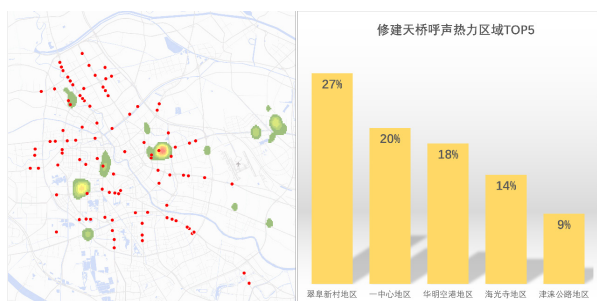 修建天桥呼声热力区域TOP5
27%
20%
18%
14%
9%
翠阜新村地区
一中心地区
华明空港地区
海光寺地区
津涞公路地区